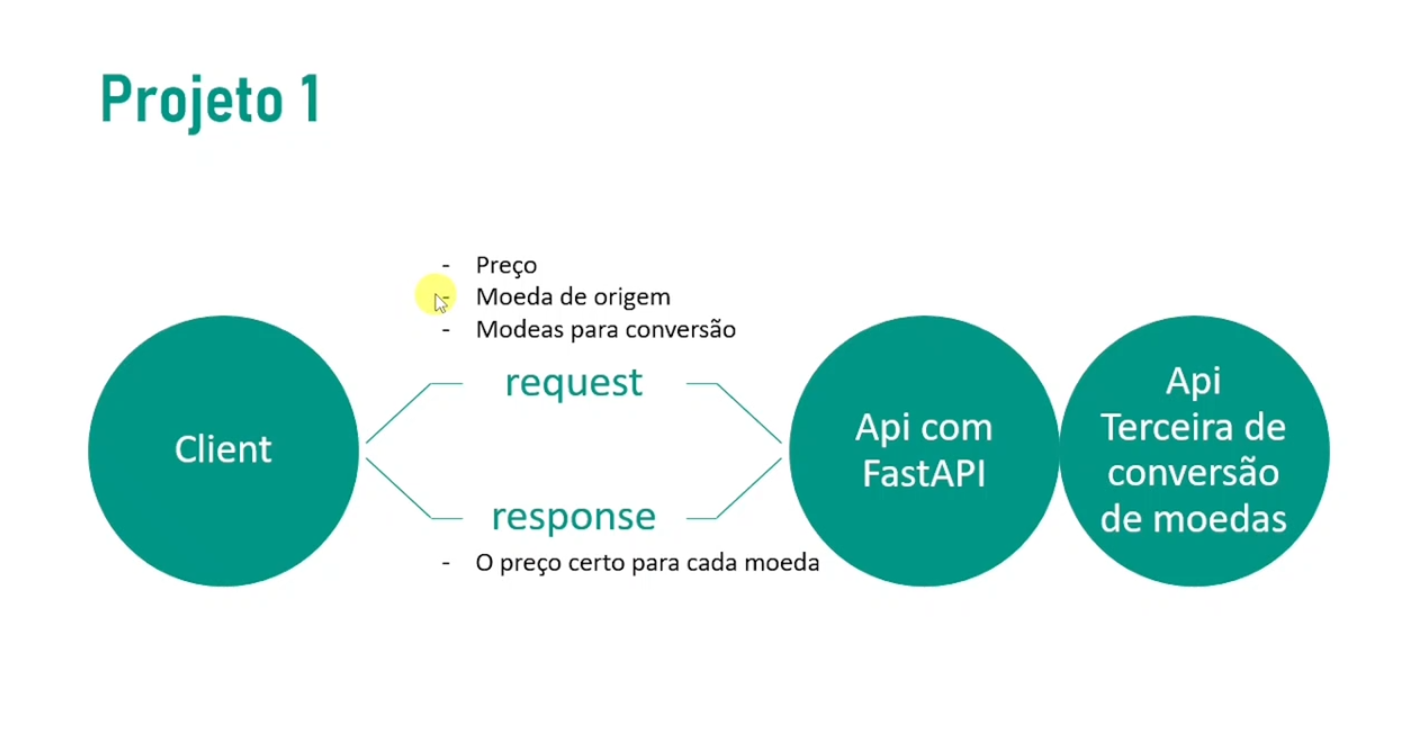 Projeto 1
- Preço
- Moeda de origem
- Modeas para conversão
request
Client
Api com
FastAPI
Api
Terceira de
conversão
de moedas
response
- O preço certo para cada moeda